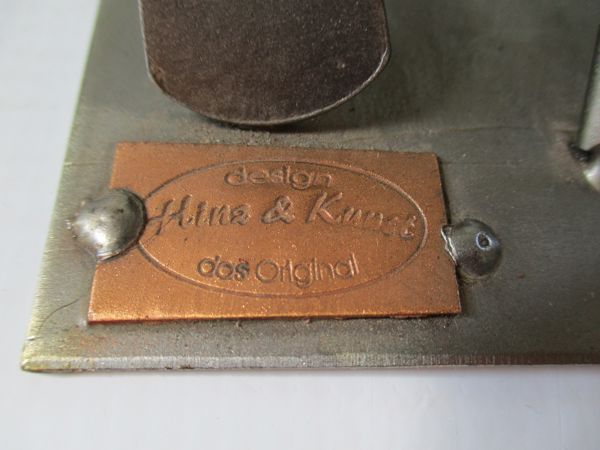 design
Hinz & Kunst
das Original